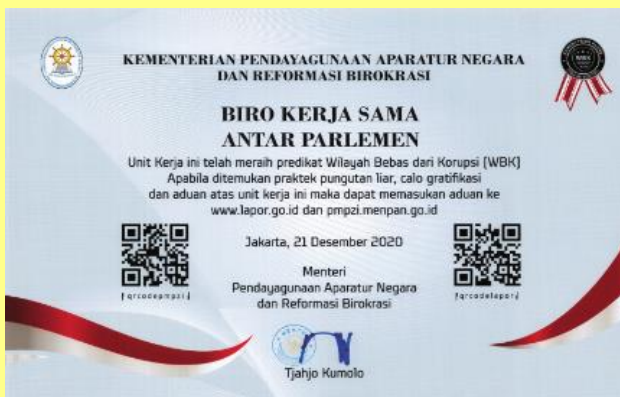 KEMENTERIAN PENDAYAGUNAAN APARATUR NEGARA
DAN REFORMASI BIROKRASI
BIRO KERJA SAMA
ANTAR PARLEMEN
Unit Kerja ini telah meraih predikat Wilayah Bebas dari Korupsi (WBK)
Apabila ditemukan praktek pungutan liar, calo gratifikasi
dan aduan atas unit kerja ini maka dapat memasukan aduan ke
www.lapor.go.id dan pmpzi.menpan.go.id
Jakarta, 21 Desember 2020
Menteri
Pendayagunaan Aparatur Negara
dan Reformasi Birokrasi
Tjahjo Kumolo